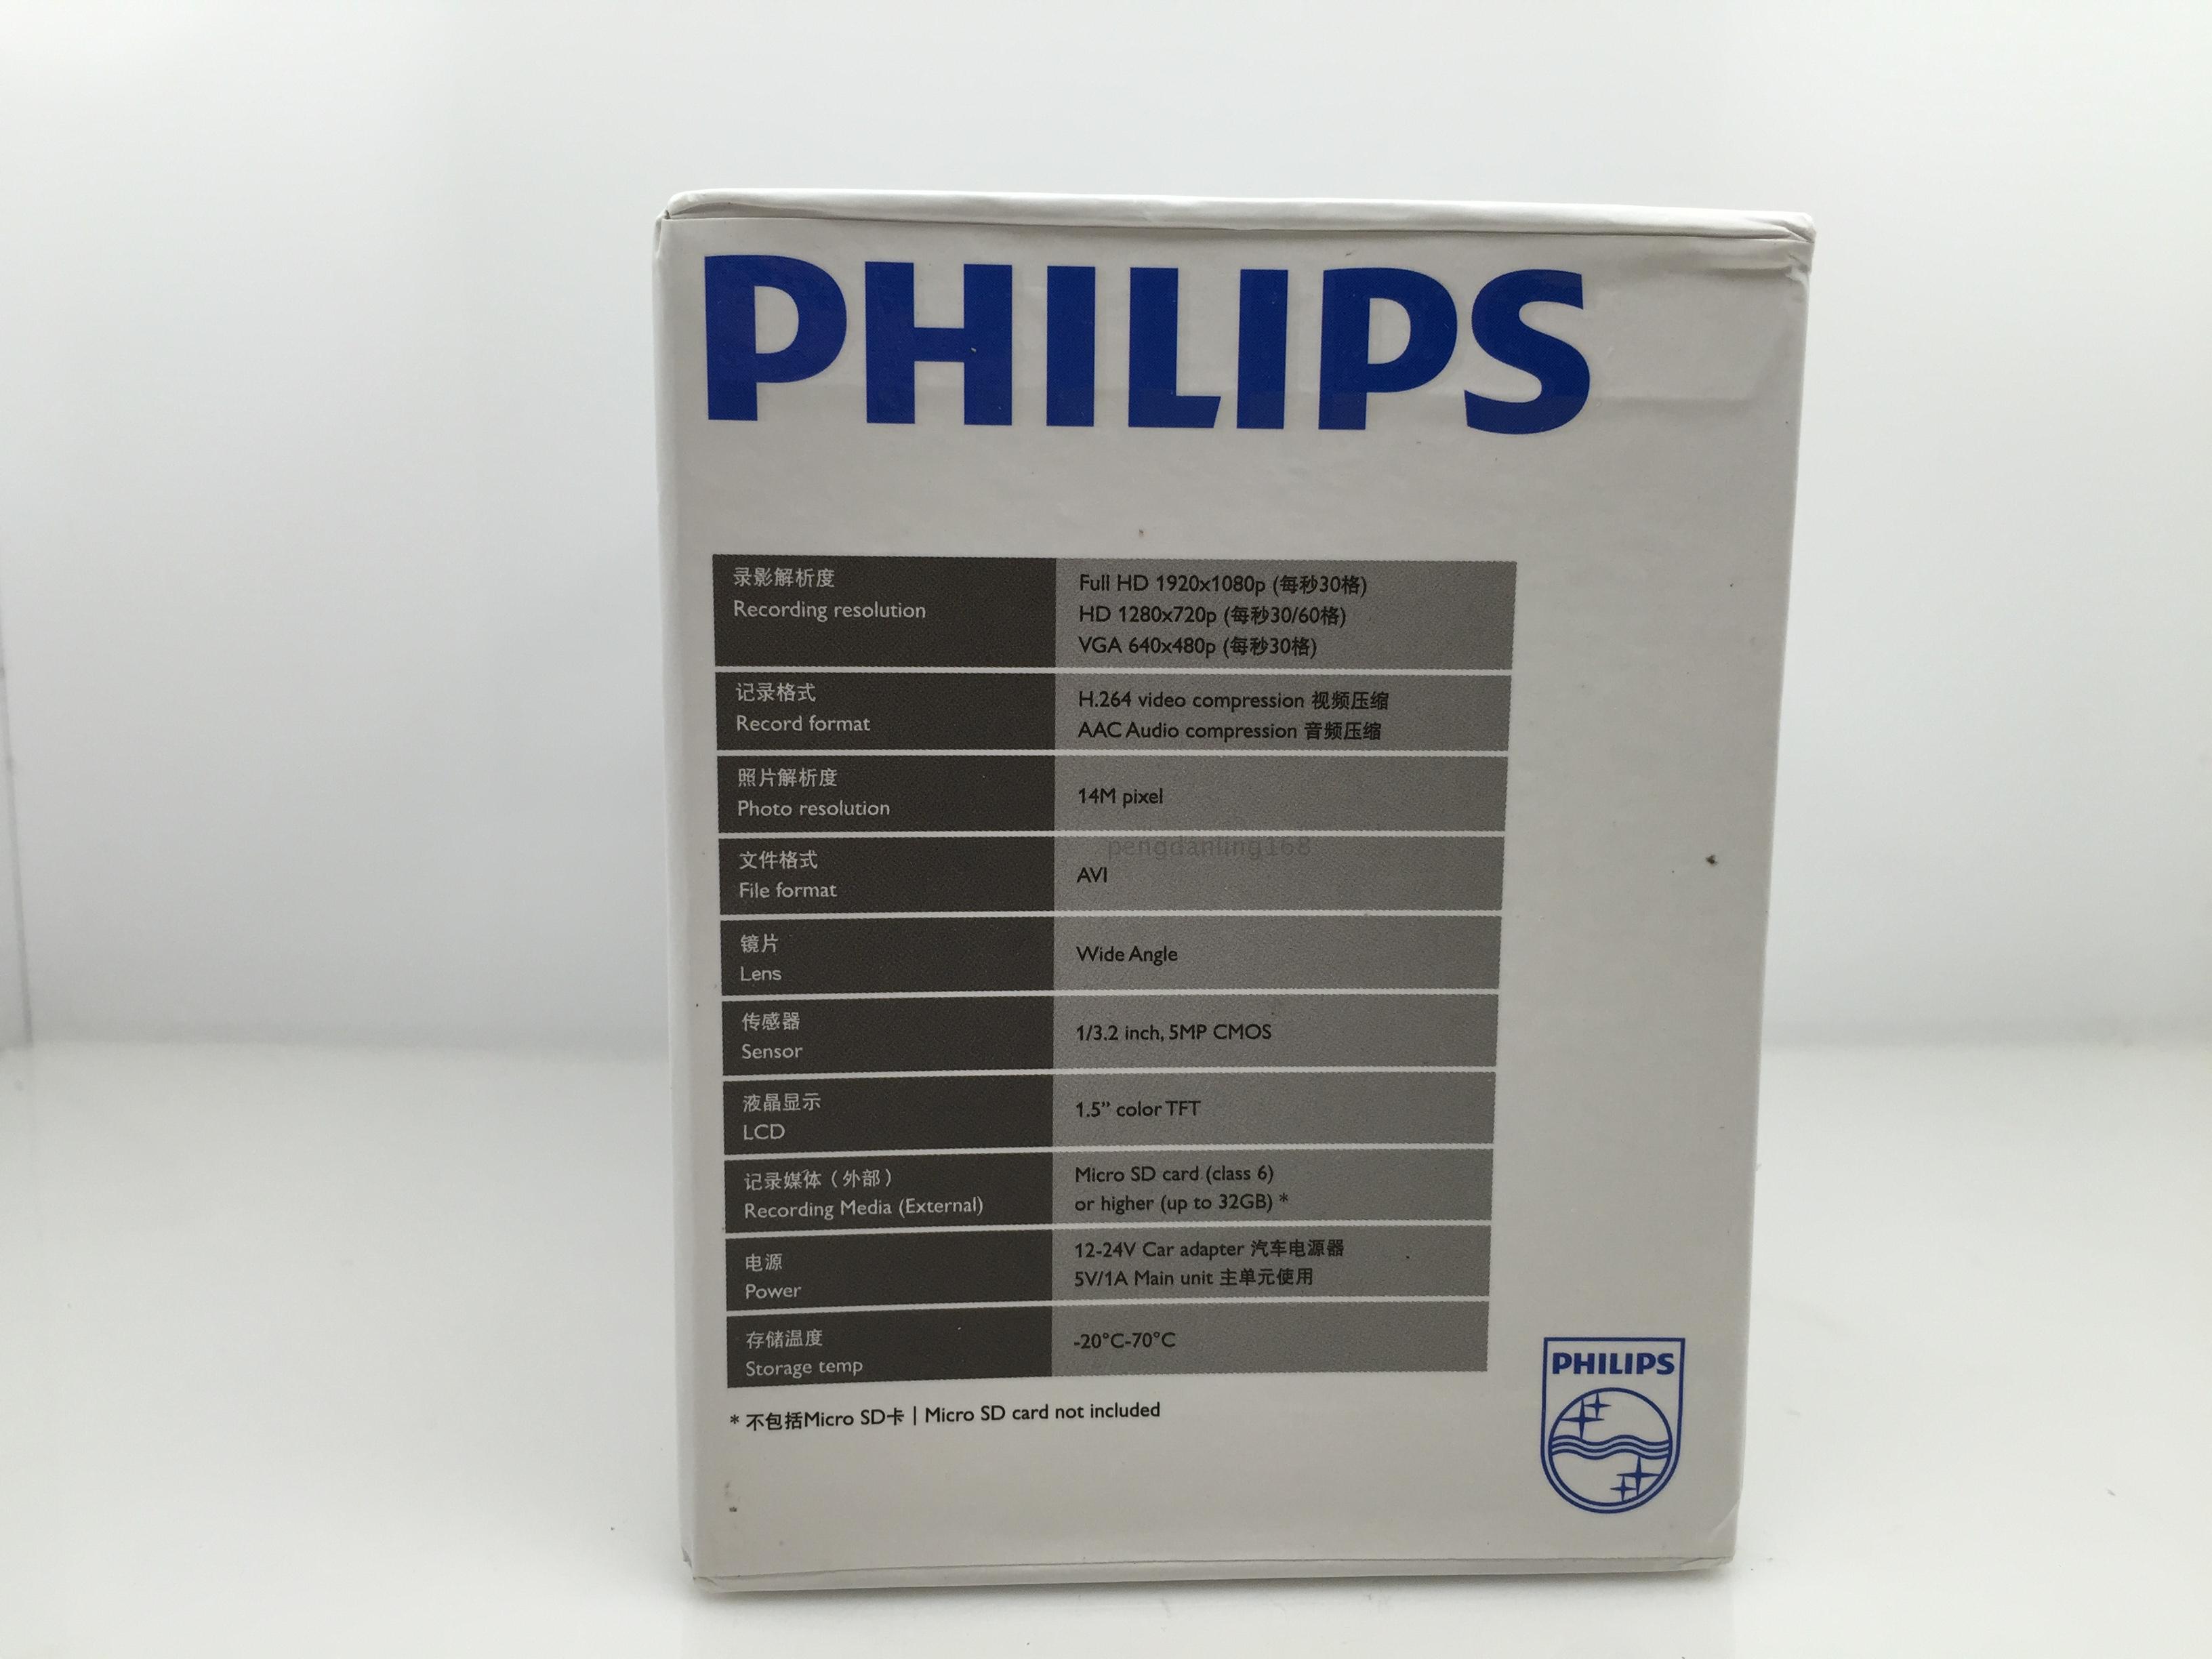 PHILIPS
录影解析度
Recording resolution
Full HD 1920x1080p (每秒30格)
HD 1280x720p (每秒30/60格)
VGA 640x480p (每秒30格)
记录格式
Record format
H.264 video compression 视频压缩
AAC Audio compression 音频压缩
照片解析度
Photo resolution
14M pixel
pengdanling168
文件格式
File format
AVI
镜片
Lens
Wide Angle
传感器
Sensor
1/3.2 inch, 5MP CMOS
液晶显示
LCD
1.5” color TFT
记录媒体（外部）
Recording Media (External)
Micro SD card (class 6)
or higher (up to 32GB) *
电源
Power
12-24V Car adapter 汽车电源器
5V/1A Main unit 主单元使用
存储温度
Storage temp
-20°C-70°C
* 不包括Micro SD卡 | Micro SD card not included
PHILIPS